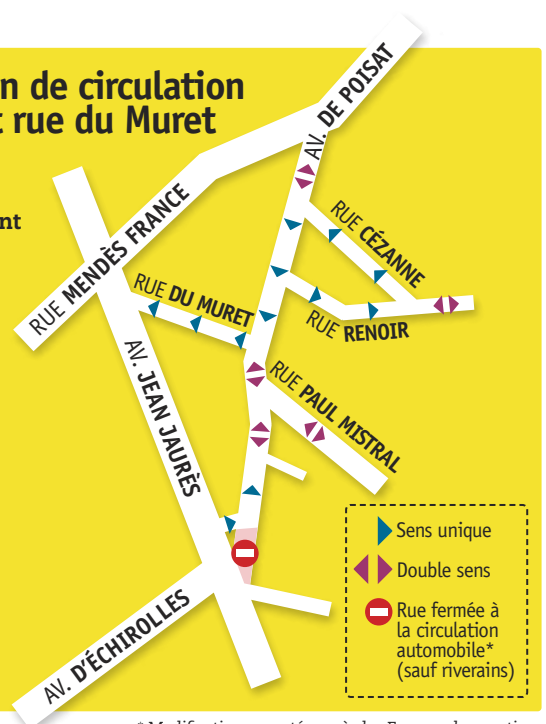 n de circulation
rue du Muret
nt
AV. DE POISAT
RUE MENDÈS FRANCE
RUE CÉZANNE
RUE DU MURET
RUE RENOIR
AV. JEAN JAURÈS
RUE PAUL MISTRAL
AV. D'ÉCHIROLLES
Sens unique
Double sens
Rue fermée à
la circulation
automobile*
(sauf riverains)